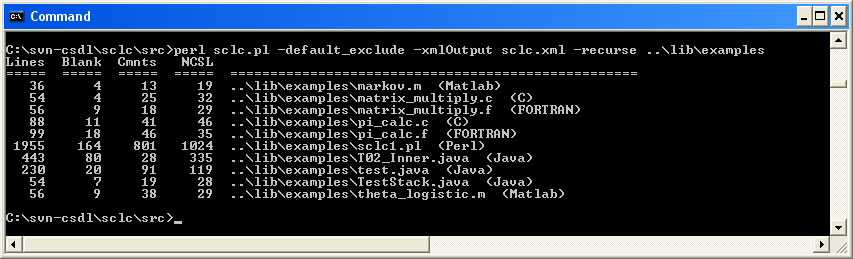 Command
C:\svn-csdl\sclc\src>perl sclc.pl -default_exclude -xmlOutput sclc.xml -recurse ..\lib\examples
Lines  Blank  Cmnts   NCSL
=====  =====  =====  =====  ==================================================
   36      4     13     19  ..\lib\examples\markov.m  (Matlab)
   54      4     25     32  ..\lib\examples\matrix_multiply.c  (C)
   56      9     18     29  ..\lib\examples\matrix_multiply.f  (FORTRAN)
   88     11     41     46  ..\lib\examples\pi_calc.c  (C)
   99     18     46     35  ..\lib\examples\pi_calc.f  (FORTRAN)
 1955    164    801   1024  ..\lib\examples\sclc1.pl  (Perl)
  443     80     28    335  ..\lib\examples\T02_Inner.java  (Java)
  230     20     91    119  ..\lib\examples\test.java  (Java)
   54      7     19     28  ..\lib\examples\TestStack.java  (Java)
   56      9     38     29  ..\lib\examples\theta_logistic.m  (Matlab)
C:\svn-csdl\sclc\src>_